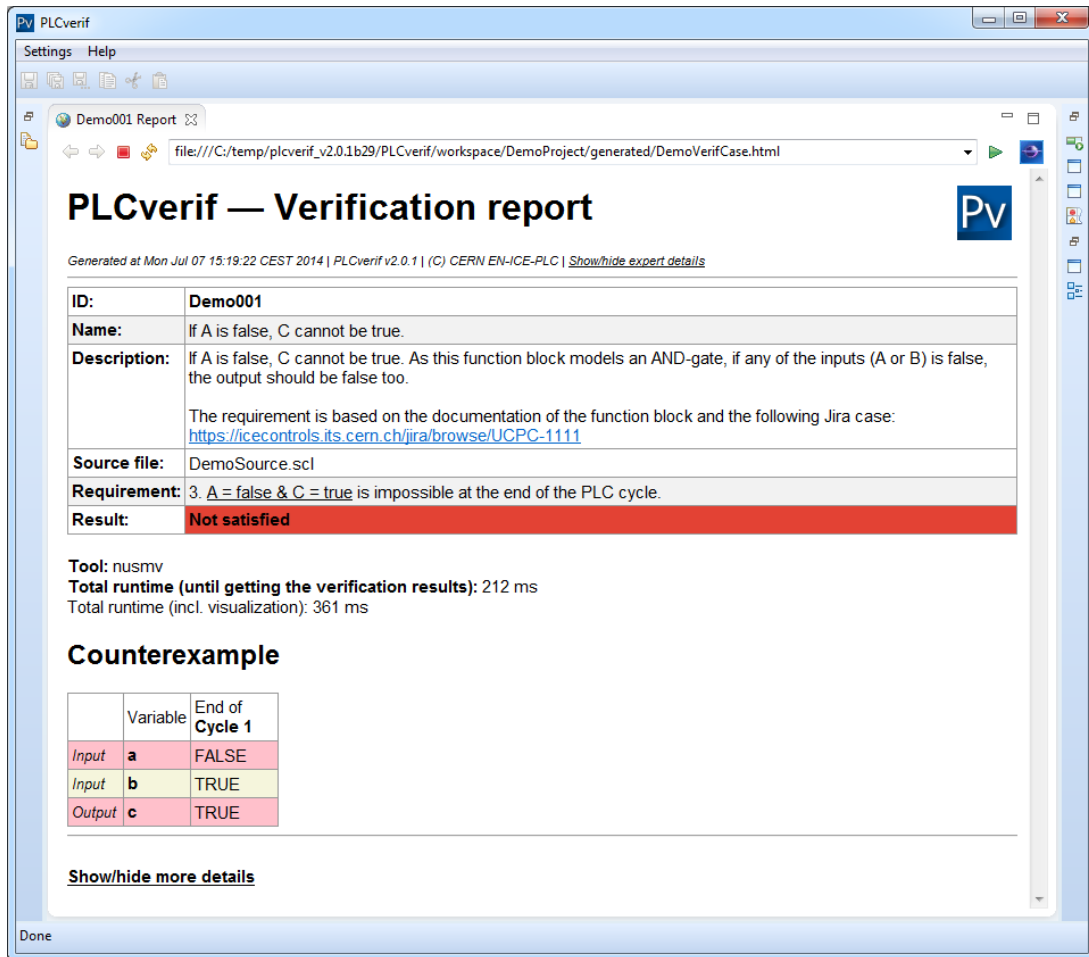 Pv PLCverif
Settings Help
Demo001 Report
file:///C:/temp/plcverif_v2.0.1b29/PLCverif/workspace/DemoProject/generated/DemoVerifCase.html
PLCverif — Verification report
Pv
Generated at Mon Jul 07 15:19:22 CEST 2014 | PLCverif v2.0.1 | (C) CERN EN-ICE-PLC | Show/hide expert details
ID: Demo001
Name: If A is false, C cannot be true.
Description: If A is false, C cannot be true. As this function block models an AND-gate, if any of the inputs (A or B) is false,
the output should be false too.
The requirement is based on the documentation of the function block and the following Jira case:
https://icecontrols.its.cern.ch/jira/browse/UCPC-1111
Source file: DemoSource.scl
Requirement: 3. A = false & C = true is impossible at the end of the PLC cycle.
Result: Not satisfied
Tool: nusmv
Total runtime (until getting the verification results): 212 ms
Total runtime (incl. visualization): 361 ms
Counterexample
Variable End of
Cycle 1
Input a FALSE
Input b TRUE
Output c TRUE
Show/hide more details
Done